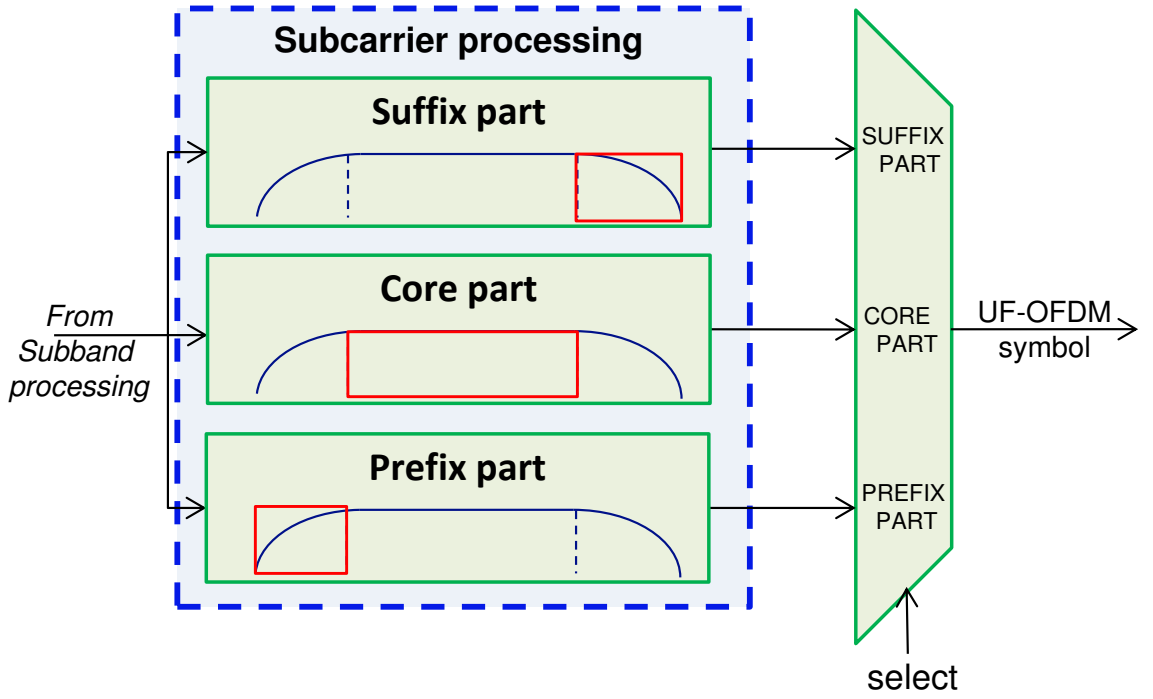 Subcarrier processing
Suffix part
Core part
Prefix part
From
Subband
processing
SUFFIX
PART
CORE
PART
PREFIX
PART
UF-OFDM
symbol
select